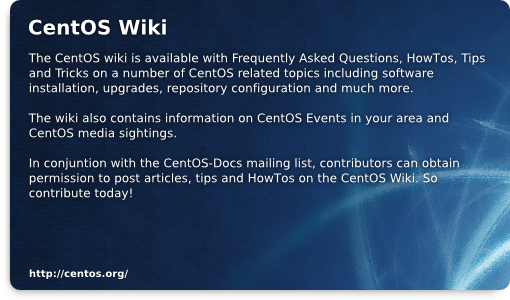 CentOS Wiki
The CentOS wiki is available with Frequently Asked Questions, HowTos, Tips
and Tricks on a number of CentOS related topics including software
installation, upgrades, repository configuration and much more.
The wiki also contains information on CentOS Events in your area and
CentOS media sightings.
In conjuntion with the CentOS-Docs mailing list, contributors can obtain
permission to post articles, tips and HowTos on the CentOS Wiki. So
contribute today!
http://centos.org/